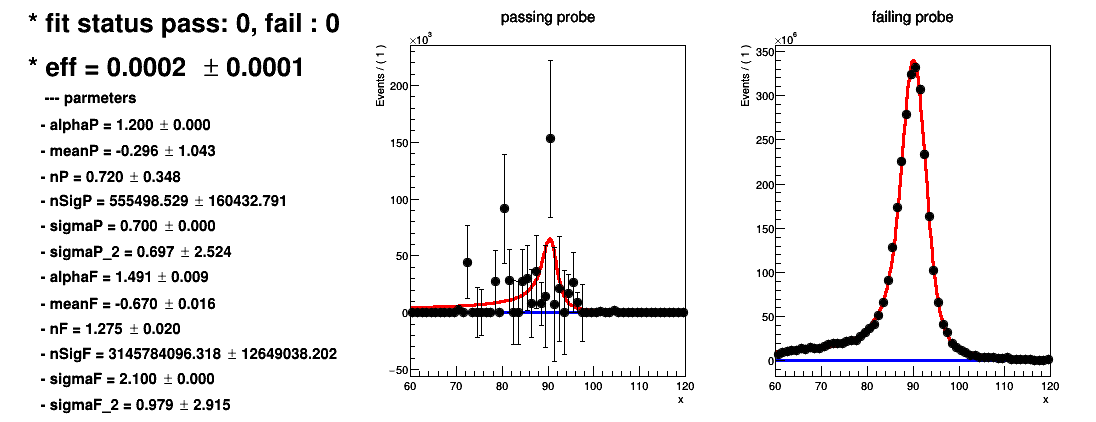 * fit status pass: 0, fail : 0
* eff = 0.0002 ± 0.0001
--- parmeters
- alphaP = 1.200 ± 0.000
- meanP = -0.296 ± 1.043
- nP = 0.720 ± 0.348
- nSigP = 555498.529 ± 160432.791
- sigmaP = 0.700 ± 0.000
- sigmaP_2 = 0.697 ± 2.524
- alphaF = 1.491 ± 0.009
- meanF = -0.670 ± 0.016
- nF = 1.275 ± 0.020
- nSigF = 3145784096.318 ± 12649038.202
- sigmaF = 2.100 ± 0.000
- sigmaF_2 = 0.979 ± 2.915
passing probe
×10³
Events / ( 1 )
200
150
100
50
0
−50
60 70 80 90 100 110 120
x
failing probe
×10⁶
Events / ( 1 )
350
300
250
200
150
100
50
0
60 70 80 90 100 110 120
x